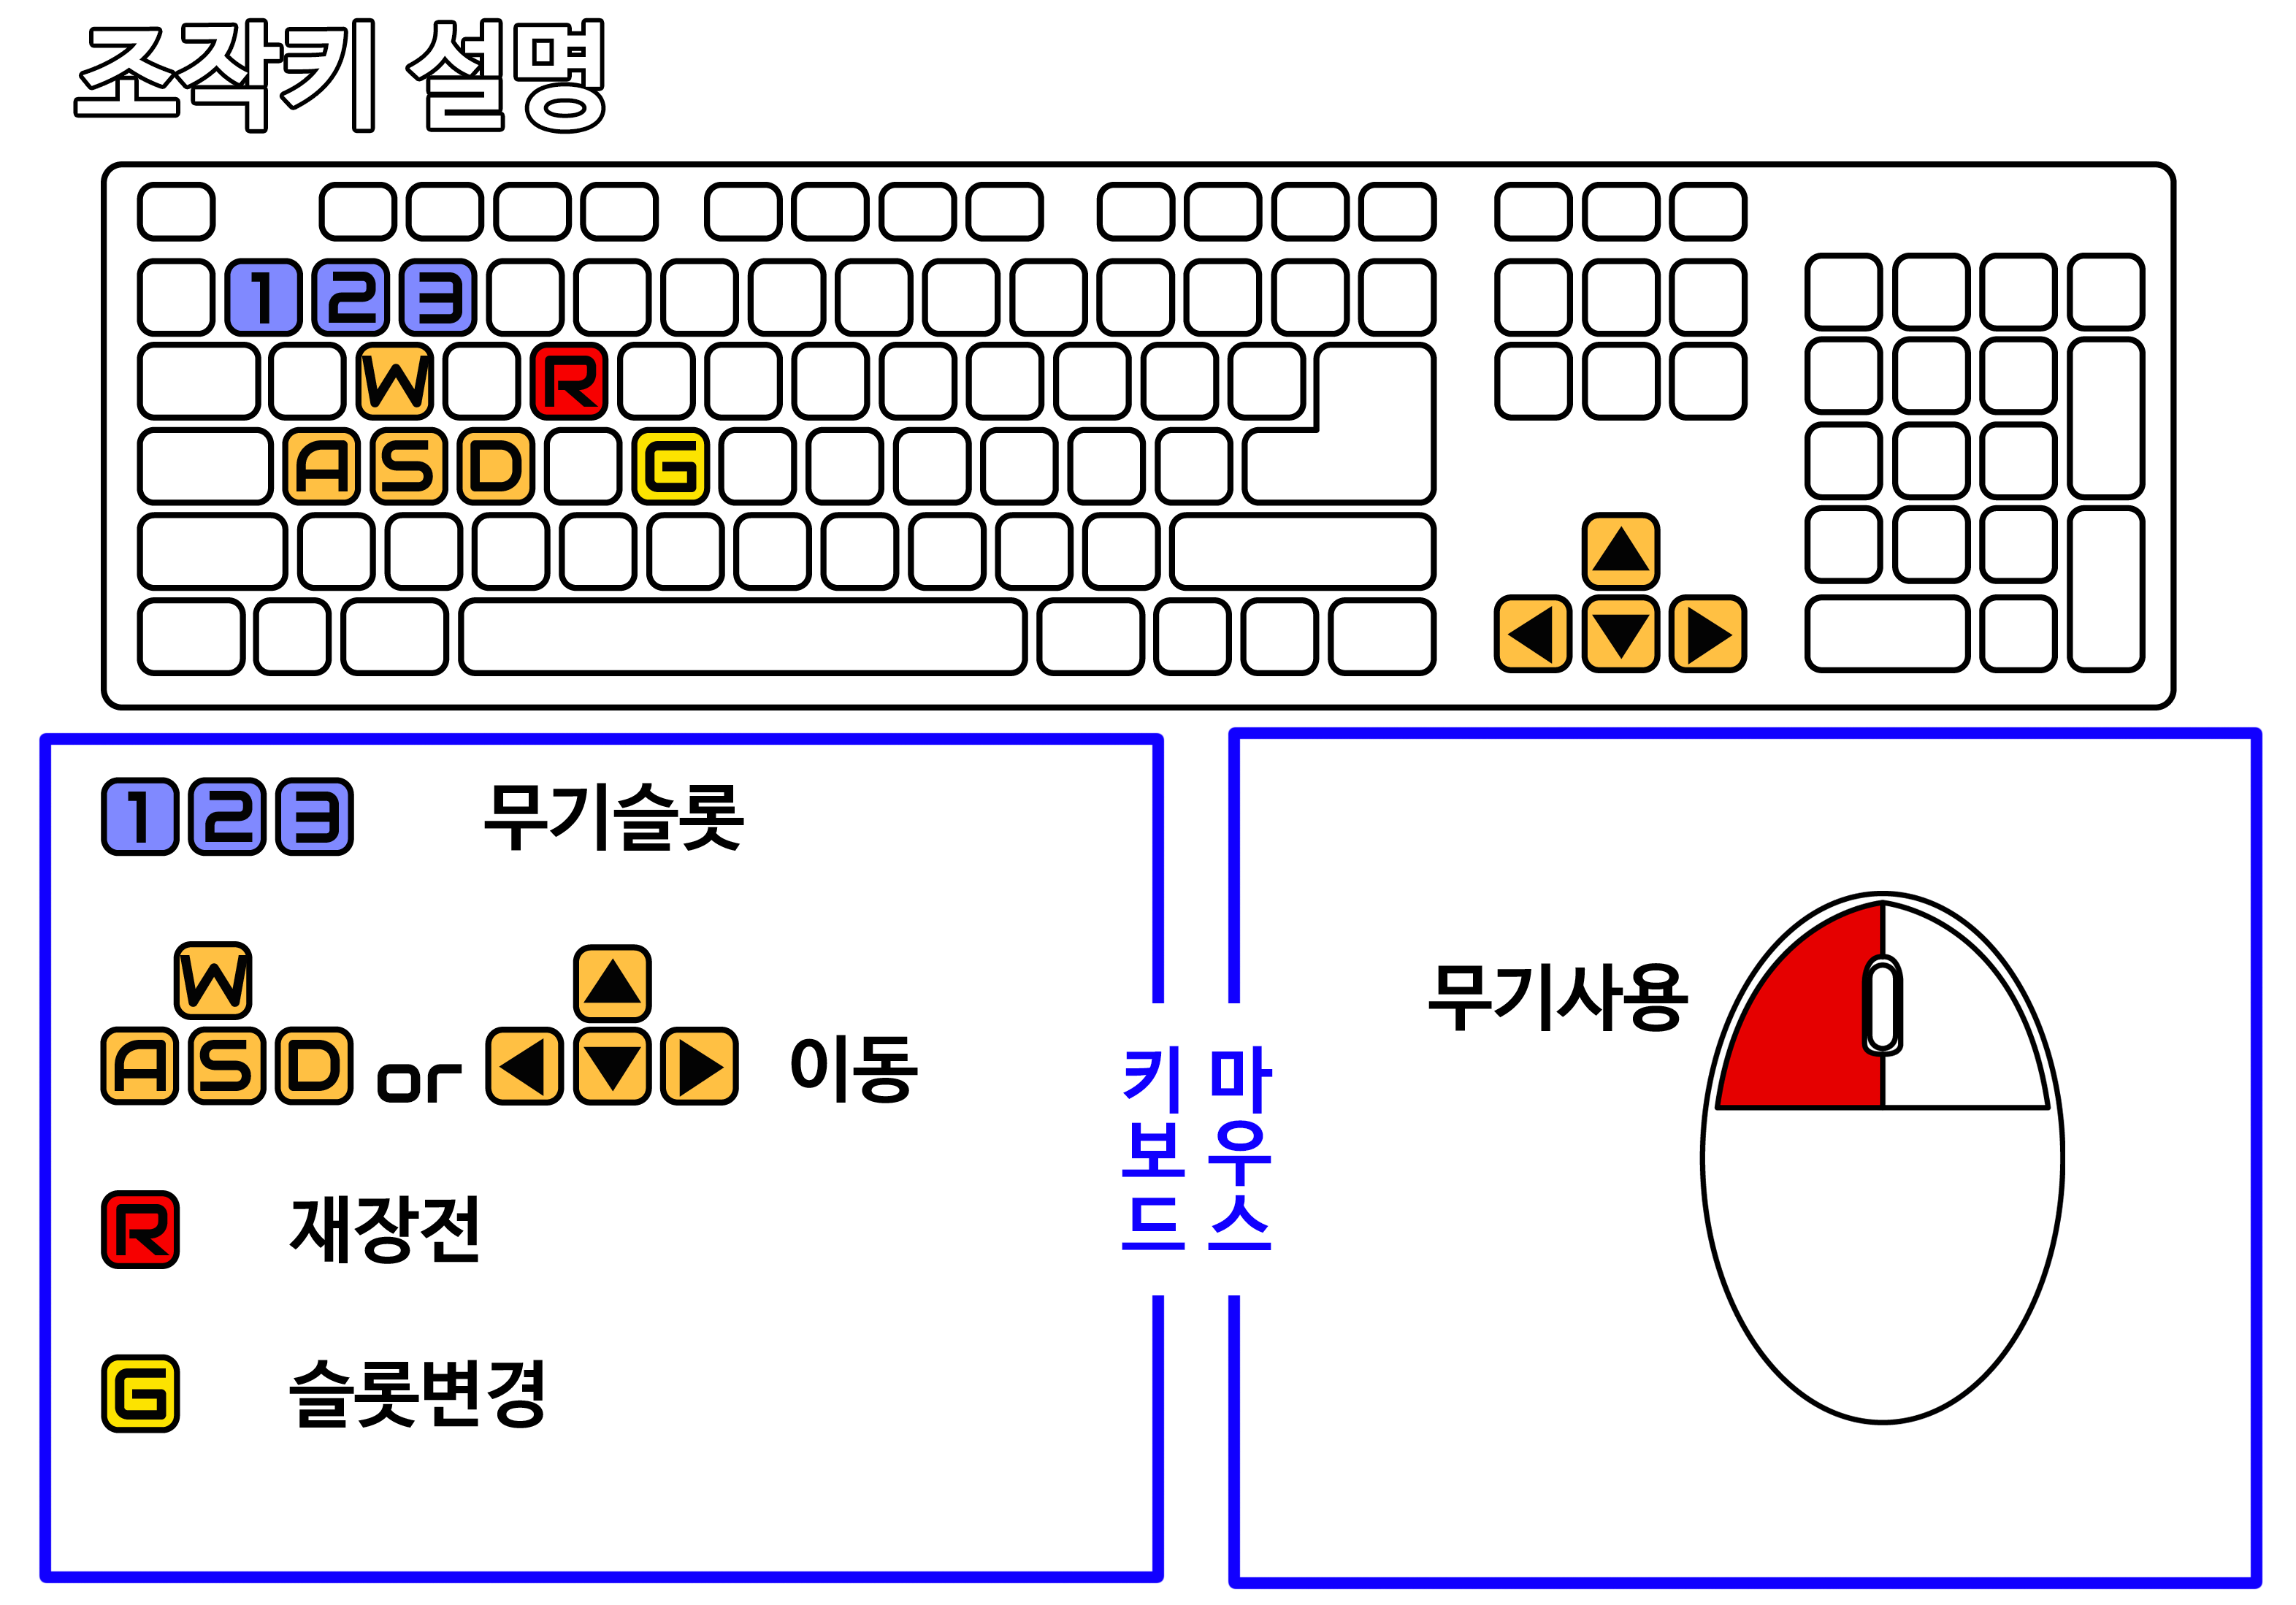 조작기 설명
1 2 3
W R
A S D G
1 2 3 무기슬롯
W
A S D or 이동
R 재장전
G 슬롯변경
키보드
마우스
무기사용